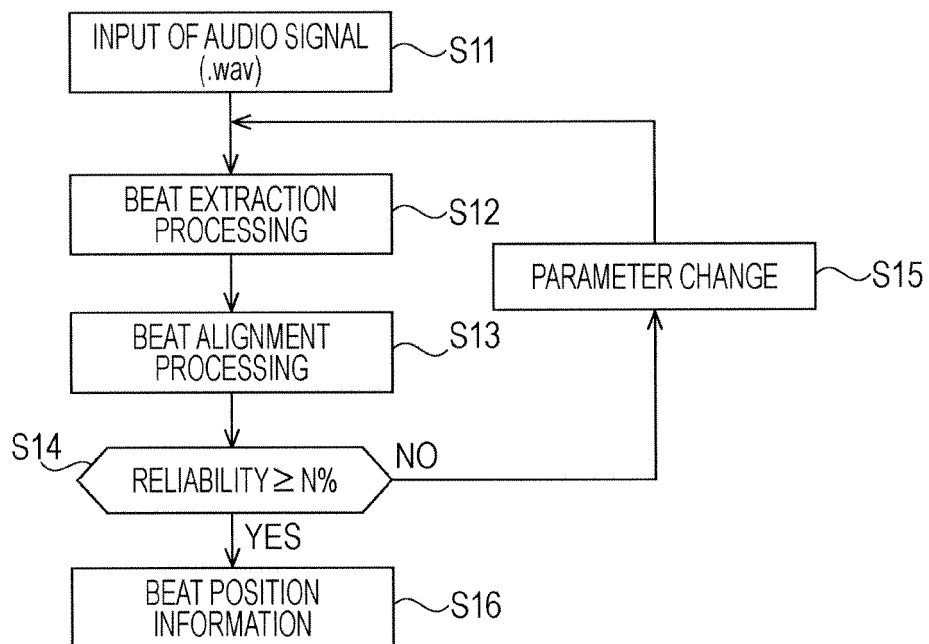 INPUT OF AUDIO SIGNAL
(.wav)
S11
BEAT EXTRACTION
PROCESSING
S12
PARAMETER CHANGE
S15
BEAT ALIGNMENT
PROCESSING
S13
S14
RELIABILITY ≥ N%
NO
YES
BEAT POSITION
INFORMATION
S16